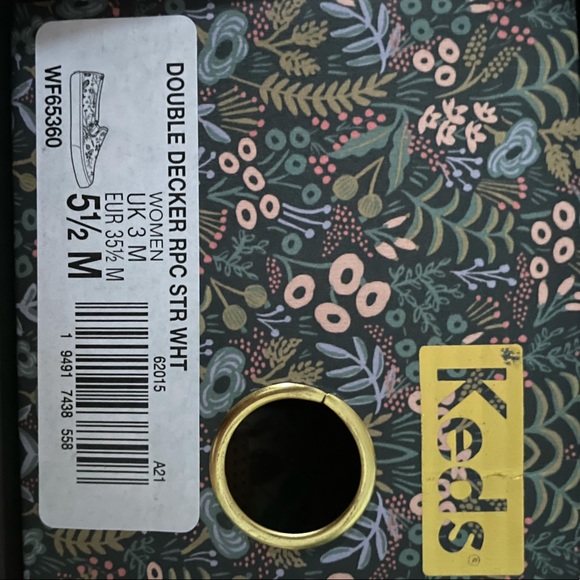 DOUBLE DECKER RPC STR WHT
WOMEN
UK 3 M
EUR 35½ M
5½ M
WF65360
62015
A21
1 9491 7438 558
Keds®